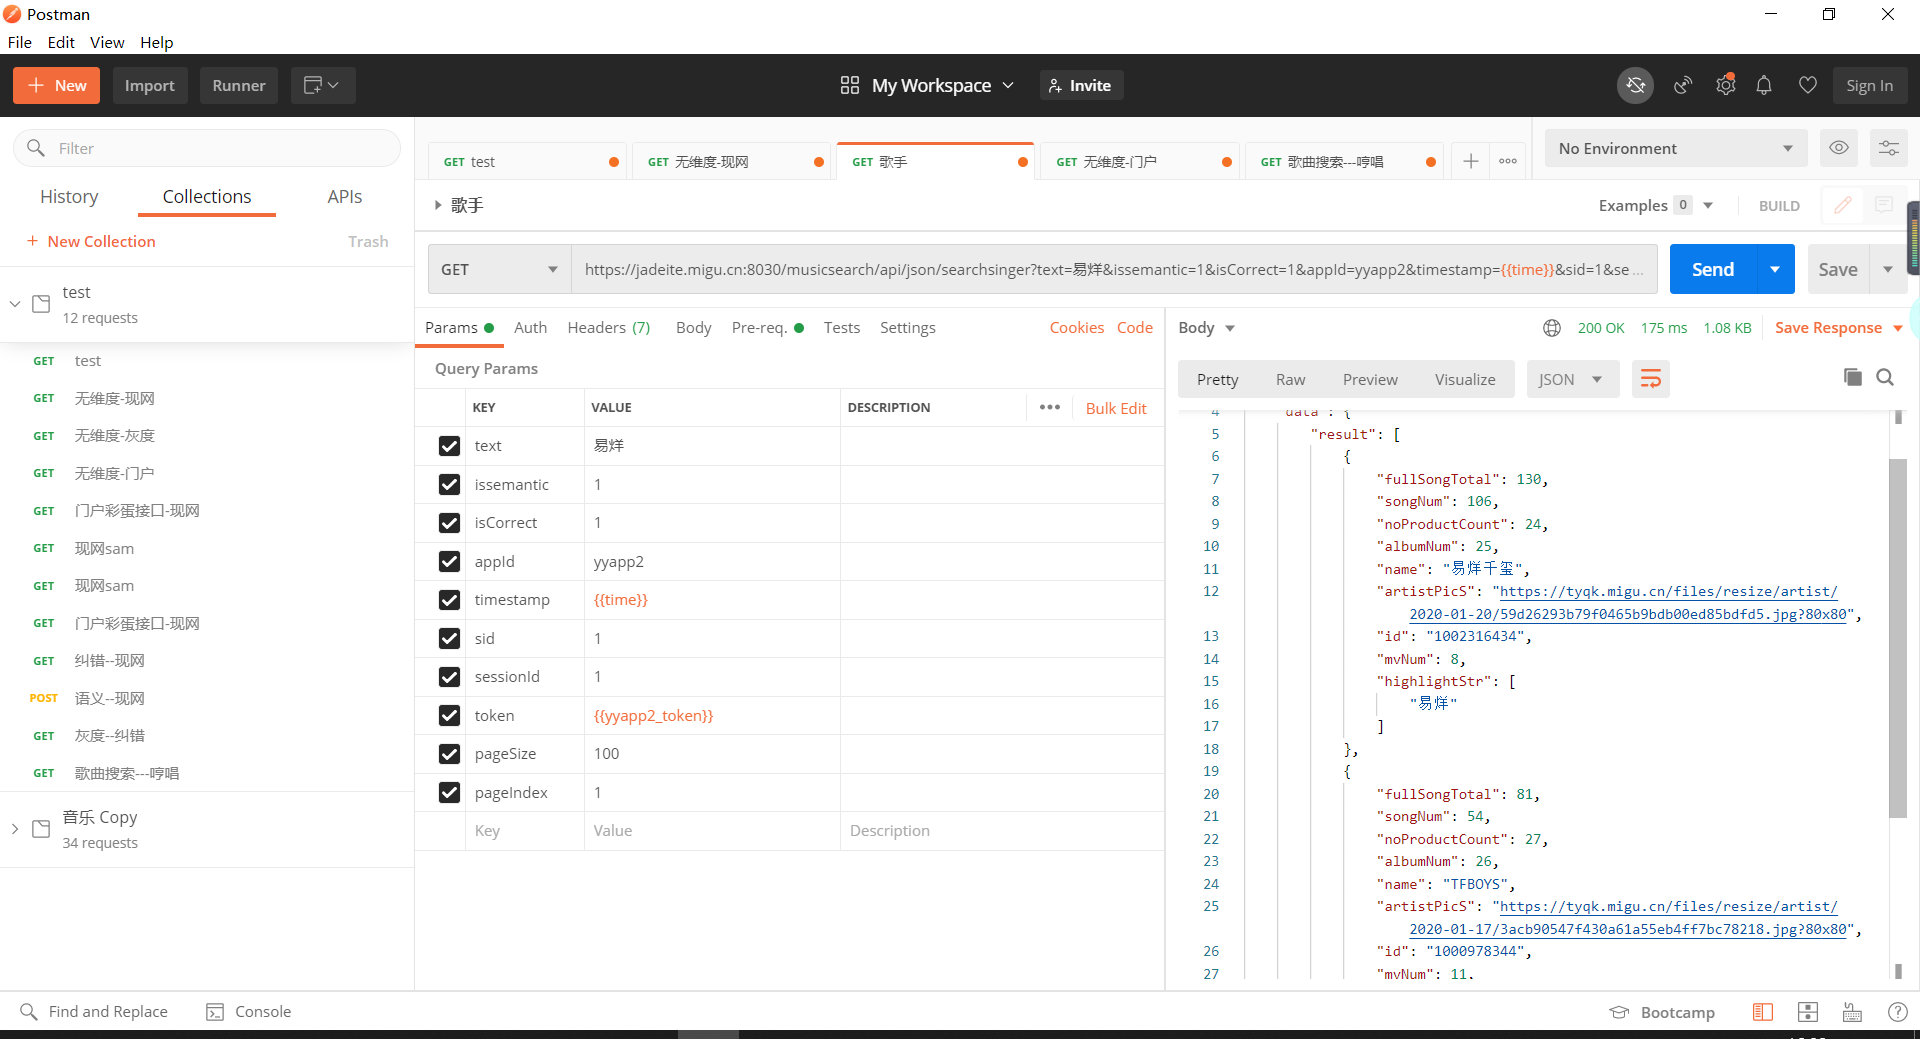 Postman
File Edit View Help
New Import Runner My Workspace Invite Sign In
Filter
History Collections APIs
+ New Collection Trash
test
12 requests
GET test
GET 无维度-现网
GET 无维度-灰度
GET 无维度-门户
GET 门户彩蛋接口-现网
GET 现网sam
GET 现网sam
GET 门户彩蛋接口-现网
GET 纠错--现网
POST 语义--现网
GET 灰度--纠错
GET 歌曲搜索---哼唱
音乐 Copy
34 requests
GET test GET 无维度-现网 GET 歌手 GET 无维度-门户 GET 歌曲搜索---哼唱
No Environment
歌手
Examples 0 BUILD
GET https://jadeite.migu.cn:8030/musicsearch/api/json/searchsinger?text=易烊&issemantic=1&isCorrect=1&appId=yyapp2&timestamp={{time}}&sid=1&se... Send Save
Params Auth Headers (7) Body Pre-req. Tests Settings Cookies Code
Query Params
KEY VALUE DESCRIPTION Bulk Edit
text 易烊
issemantic 1
isCorrect 1
appId yyapp2
timestamp {{time}}
sid 1
sessionId 1
token {{yyapp2_token}}
pageSize 100
pageIndex 1
Key Value Description
Body 200 OK 175 ms 1.08 KB Save Response
Pretty Raw Preview Visualize JSON
4 data": {
5 "result": [
6 {
7 "fullSongTotal": 130,
8 "songNum": 106,
9 "noProductCount": 24,
10 "albumNum": 25,
11 "name": "易烊千玺",
12 "artistPicS": "https://tyqk.migu.cn/files/resize/artist/
2020-01-20/59d26293b79f0465b9bdb00ed85bdfd5.jpg?80x80",
13 "id": "1002316434",
14 "mvNum": 8,
15 "highlightStr": [
16 "易烊"
17 ]
18 },
19 {
20 "fullSongTotal": 81,
21 "songNum": 54,
22 "noProductCount": 27,
23 "albumNum": 26,
24 "name": "TFBOYS",
25 "artistPicS": "https://tyqk.migu.cn/files/resize/artist/
2020-01-17/3acb90547f430a61a55eb4ff7bc78218.jpg?80x80",
26 "id": "1000978344",
27 "mvNum": 11,
Find and Replace Console Bootcamp